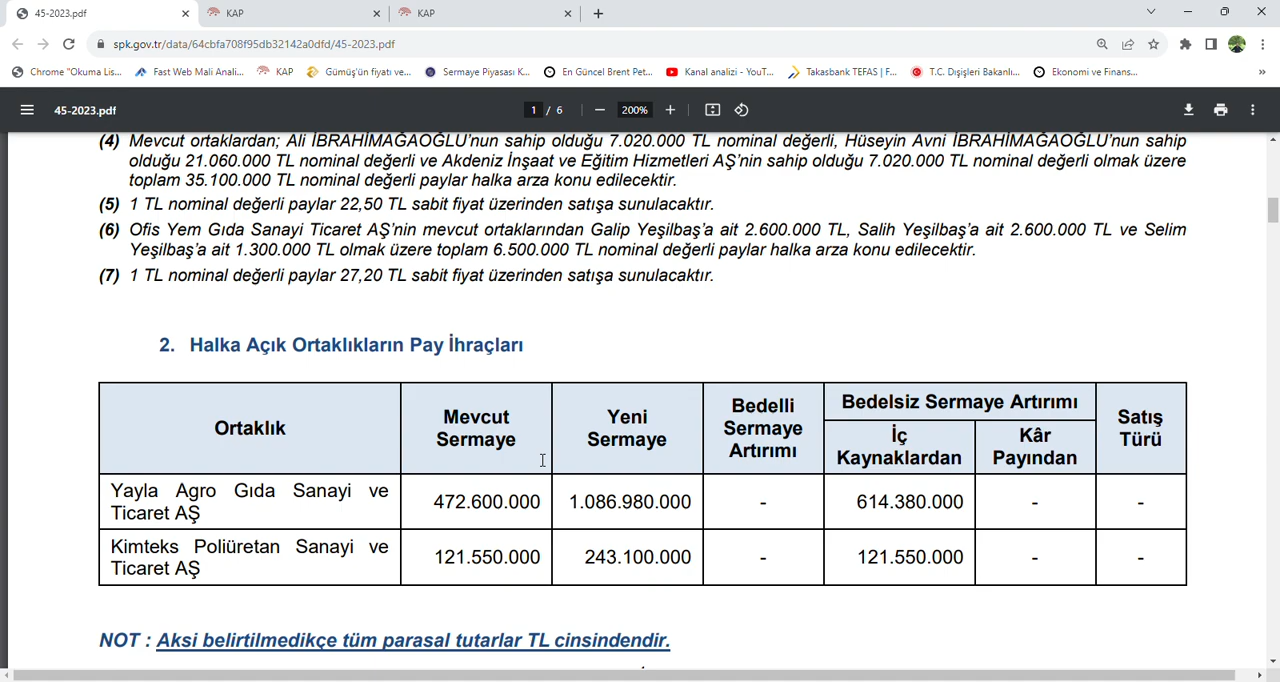 45-2023.pdf
KAP
KAP
spk.gov.tr/data/64cbfa708f95db32142a0dfd/45-2023.pdf
Chrome "Okuma Lis...
Fast Web Mali Anali...
KAP
Gümüş'ün fiyatı ve...
Sermaye Piyasası K...
En Güncel Brent Pet...
Kanal analizi - YouT...
Takasbank TEFAS | F...
T.C. Dışişleri Bakanlı...
Ekonomi ve Finans...
45-2023.pdf
1 / 6
200%
(4) Mevcut ortaklardan; Ali İBRAHİMAĞAOĞLU'nun sahip olduğu 7.020.000 TL nominal değerli, Hüseyin Avni İBRAHİMAĞAOĞLU'nun sahip
olduğu 21.060.000 TL nominal değerli ve Akdeniz İnşaat ve Eğitim Hizmetleri AŞ'nin sahip olduğu 7.020.000 TL nominal değerli olmak üzere
toplam 35.100.000 TL nominal değerli paylar halka arza konu edilecektir.
(5) 1 TL nominal değerli paylar 22,50 TL sabit fiyat üzerinden satışa sunulacaktır.
(6) Ofis Yem Gıda Sanayi Ticaret AŞ'nin mevcut ortaklarından Galip Yeşilbaş'a ait 2.600.000 TL, Salih Yeşilbaş'a ait 2.600.000 TL ve Selim
Yeşilbaş'a ait 1.300.000 TL olmak üzere toplam 6.500.000 TL nominal değerli paylar halka arza konu edilecektir.
(7) 1 TL nominal değerli paylar 27,20 TL sabit fiyat üzerinden satışa sunulacaktır.
2. Halka Açık Ortaklıkların Pay İhraçları
Ortaklık
Mevcut
Sermaye
Yeni
Sermaye
Bedelli
Sermaye
Artırımı
Bedelsiz Sermaye Artırımı
İç
Kaynaklardan
Kâr
Payından
Satış
Türü
Yayla Agro Gıda Sanayi ve
Ticaret AŞ
472.600.000
1.086.980.000
-
614.380.000
-
-
Kimteks Poliüretan Sanayi ve
Ticaret AŞ
121.550.000
243.100.000
-
121.550.000
-
-
NOT : Aksi belirtilmedikçe tüm parasal tutarlar TL cinsindendir.